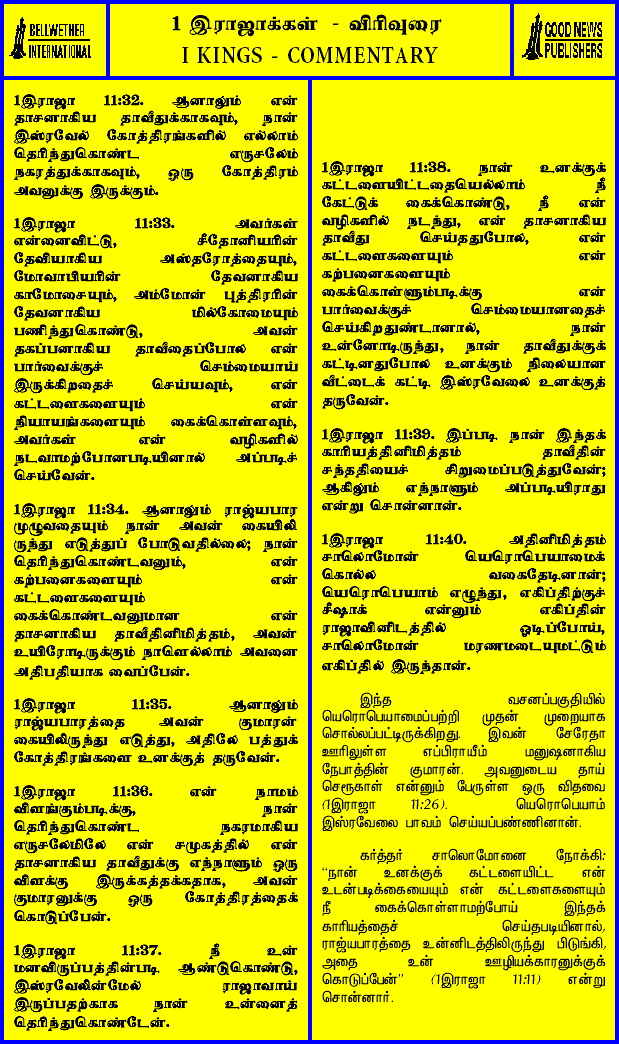 BELLWETHER
INTERNATIONAL
1 இராஜாக்கள் - விரிவுரை
I KINGS - COMMENTARY
GOOD NEWS
PUBLISHERS
1இராஜா 11:32. ஆனாலும் என்
தாசனாகிய தாவீதுக்காகவும், நான்
இஸ்ரவேல் கோத்திரங்களில் எல்லாம்
தெரிந்துகொண்ட எருசலேம்
நகரத்துக்காகவும், ஒரு கோத்திரம்
அவனுக்கு இருக்கும்.
1இராஜா 11:33. அவர்கள்
என்னைவிட்டு, சீதோனியரின்
தேவியாகிய அஸ்தரோத்தையும்,
மோவாபியரின் தேவனாகிய
காமோசையும், அம்மோன் புத்திரரின்
தேவனாகிய மில்கோமையும்
பணிந்துகொண்டு, அவன்
தகப்பனாகிய தாவீதைப்போல என்
பார்வைக்குச் செம்மையாய்
இருக்கிறதைச் செய்யவும், என்
கட்டளைகளையும் என்
நியாயங்களையும் கைக்கொள்ளவும்,
அவர்கள் என் வழிகளில்
நடவாமற்போனபடியினால் அப்படிச்
செய்வேன்.
1இராஜா 11:34. ஆனாலும் ராஜ்யபார
முழுவதையும் நான் அவன் கையிலி
ருந்து எடுத்துப் போடுவதில்லை; நான்
தெரிந்துகொண்டவனும், என்
கற்பனைகளையும் என்
கட்டளைகளையும்
கைக்கொண்டவனுமான என்
தாசனாகிய தாவீதினிமித்தம், அவன்
உயிரோடிருக்கும் நாளெல்லாம் அவனை
அதிபதியாக வைப்பேன்.
1இராஜா 11:35. ஆனாலும்
ராஜ்யபாரத்தை அவன் குமாரன்
கையிலிருந்து எடுத்து, அதிலே பத்துக்
கோத்திரங்களை உனக்குத் தருவேன்.
1இராஜா 11:36. என் நாமம்
விளங்கும்படிக்கு, நான்
தெரிந்துகொண்ட நகரமாகிய
எருசலேமிலே என் சமுகத்தில் என்
தாசனாகிய தாவீதுக்கு எந்நாளும் ஒரு
விளக்கு இருக்கத்தக்கதாக, அவன்
குமாரனுக்கு ஒரு கோத்திரத்தைக்
கொடுப்பேன்.
1இராஜா 11:37. நீ உன்
மனவிருப்பத்தின்படி ஆண்டுகொண்டு,
இஸ்ரவேலின்மேல் ராஜாவாய்
இருப்பதற்காக நான் உன்னைத்
தெரிந்துகொண்டேன்.
1இராஜா 11:38. நான் உனக்குக்
கட்டளையிட்டதையெல்லாம் நீ
கேட்டுக் கைக்கொண்டு, நீ என்
வழிகளில் நடந்து, என் தாசனாகிய
தாவீது செய்ததுபோல, என்
கட்டளைகளையும் என்
கற்பனைகளையும்
கைக்கொள்ளும்படிக்கு என்
பார்வைக்குச் செம்மையானதைச்
செய்கிறதுண்டானால், நான்
உன்னோடிருந்து, நான் தாவீதுக்குக்
கட்டினதுபோல உனக்கும் நிலையான
வீட்டைக் கட்டி இஸ்ரவேலை உனக்குத்
தருவேன்.
1இராஜா 11:39. இப்படி நான் இந்தக்
காரியத்தினிமித்தம் தாவீதின்
சந்ததியைச் சிறுமைப்படுத்துவேன்;
ஆகிலும் எந்நாளும் அப்படியிராது
என்று சொன்னான்.
1இராஜா 11:40. அதினிமித்தம்
சாலொமோன் யெரொபெயாமைக்
கொல்ல வகைதேடினான்;
யெரொபெயாம் எழுந்து, எகிப்திற்குச்
சீஷாக் என்னும் எகிப்தின்
ராஜாவினிடத்தில் ஓடிப்போய்,
சாலொமோன் மரணமடையுமட்டும்
எகிப்தில் இருந்தான்.
இந்த வசனப்பகுதியில்
யெரொபெயாமைப்பற்றி முதன் முறையாக
சொல்லப்பட்டிருக்கிறது. இவன் சேரேதா
ஊரிலுள்ள எப்பிராயீம் மனுஷனாகிய
நேபாத்தின் குமாரன். அவனுடைய தாய்
செரூகாள் என்னும் பேருள்ள ஒரு விதவை
(1இராஜா 11:26). யெரொபெயாம்
இஸ்ரவேலை பாவம் செய்யப்பண்ணினான்.
கர்த்தர் சாலொமோனை நோக்கி:
“நான் உனக்குக் கட்டளையிட்ட என்
உடன்படிக்கையையும் என் கட்டளைகளையும்
நீ கைக்கொள்ளாமற்போய் இந்தக்
காரியத்தைச் செய்தபடியினால்,
ராஜ்யபாரத்தை உன்னிடத்திலிருந்து பிடுங்கி,
அதை உன் ஊழியக்காரனுக்குக்
கொடுப்பேன்” (1இராஜா 11:11) என்று
சொன்னார்.